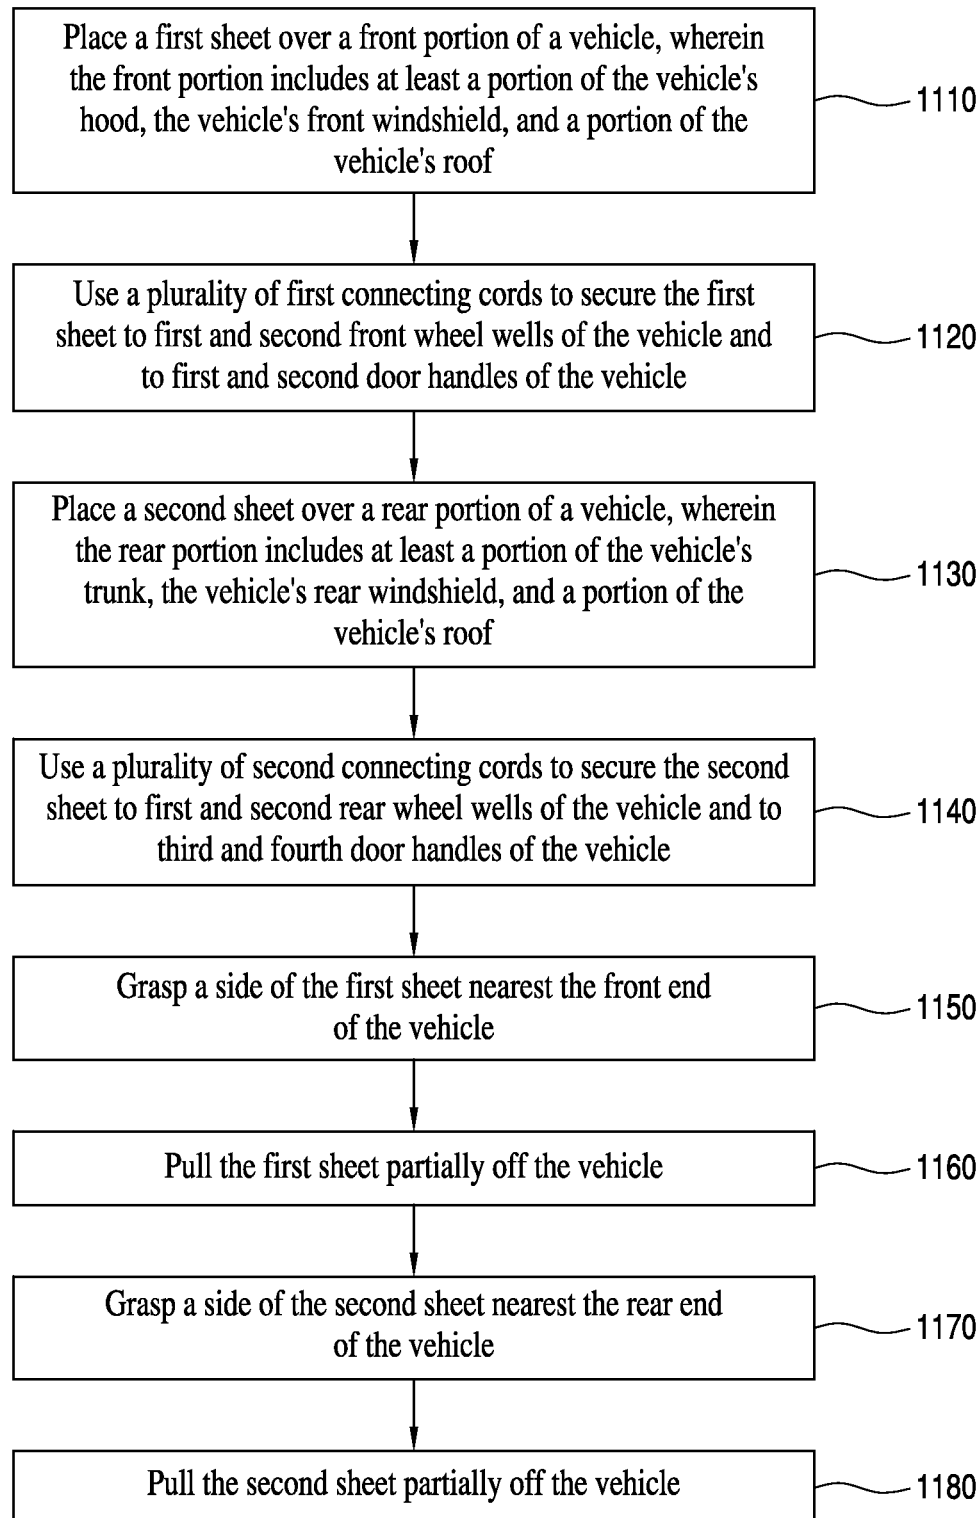 Place a first sheet over a front portion of a vehicle, wherein
the front portion includes at least a portion of the vehicle's
hood, the vehicle's front windshield, and a portion of the
vehicle's roof
1110
Use a plurality of first connecting cords to secure the first
sheet to first and second front wheel wells of the vehicle and
to first and second door handles of the vehicle
1120
Place a second sheet over a rear portion of a vehicle, wherein
the rear portion includes at least a portion of the vehicle's
trunk, the vehicle's rear windshield, and a portion of the
vehicle's roof
1130
Use a plurality of second connecting cords to secure the second
sheet to first and second rear wheel wells of the vehicle and to
third and fourth door handles of the vehicle
1140
Grasp a side of the first sheet nearest the front end
of the vehicle
1150
Pull the first sheet partially off the vehicle
1160
Grasp a side of the second sheet nearest the rear end
of the vehicle
1170
Pull the second sheet partially off the vehicle
1180